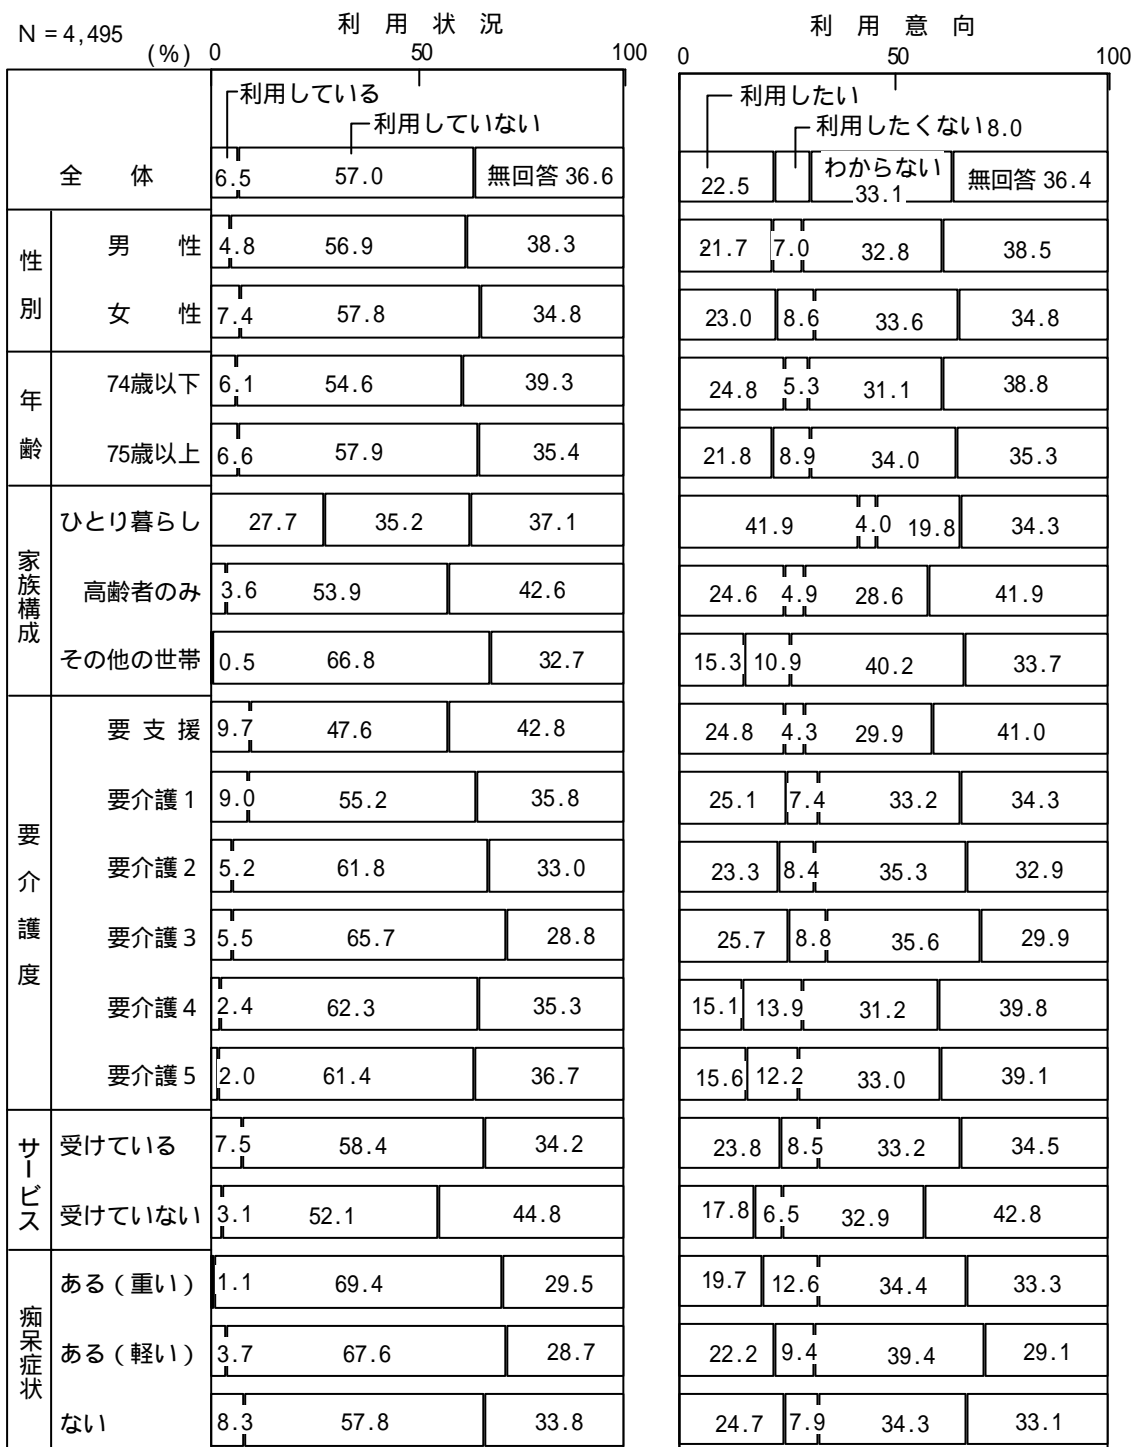 N＝4,495
(%)
利用状況
0 50 100
利用意向
0 50 100
利用している
利用していない
利用したい
利用したくない8.0
全体 6.5 57.0 無回答 36.6 22.5 わからない 33.1 無回答 36.4
性別
男性 4.8 56.9 38.3 21.7 7.0 32.8 38.5
女性 7.4 57.8 34.8 23.0 8.6 33.6 34.8
年齢
74歳以下 6.1 54.6 39.3 24.8 5.3 31.1 38.8
75歳以上 6.6 57.9 35.4 21.8 8.9 34.0 35.3
家族構成
ひとり暮らし 27.7 35.2 37.1 41.9 4.0 19.8 34.3
高齢者のみ 3.6 53.9 42.6 24.6 4.9 28.6 41.9
その他の世帯 0.5 66.8 32.7 15.3 10.9 40.2 33.7
要介護度
要支援 9.7 47.6 42.8 24.8 4.3 29.9 41.0
要介護1 9.0 55.2 35.8 25.1 7.4 33.2 34.3
要介護2 5.2 61.8 33.0 23.3 8.4 35.3 32.9
要介護3 5.5 65.7 28.8 25.7 8.8 35.6 29.9
要介護4 2.4 62.3 35.3 15.1 13.9 31.2 39.8
要介護5 2.0 61.4 36.7 15.6 12.2 33.0 39.1
サービス
受けている 7.5 58.4 34.2 23.8 8.5 33.2 34.5
受けていない 3.1 52.1 44.8 17.8 6.5 32.9 42.8
痴呆症状
ある（重い） 1.1 69.4 29.5 19.7 12.6 34.4 33.3
ある（軽い） 3.7 67.6 28.7 22.2 9.4 39.4 29.1
ない 8.3 57.8 33.8 24.7 7.9 34.3 33.1